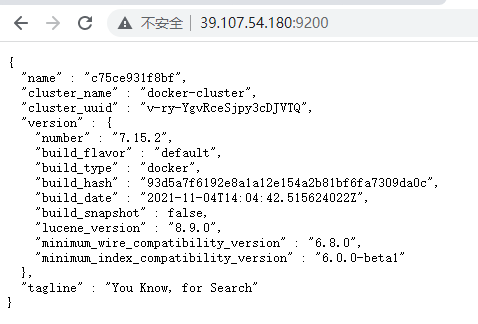 不安全 | 39.107.54.180:9200
{
"name" : "c75ce931f8bf",
"cluster_name" : "docker-cluster",
"cluster_uuid" : "v-ry-YgvRceSjpy3cDJVTQ",
"version" : {
"number" : "7.15.2",
"build_flavor" : "default",
"build_type" : "docker",
"build_hash" : "93d5a7f6192e8a1a12e154a2b81bf6fa7309da0c",
"build_date" : "2021-11-04T14:04:42.515624022Z",
"build_snapshot" : false,
"lucene_version" : "8.9.0",
"minimum_wire_compatibility_version" : "6.8.0",
"minimum_index_compatibility_version" : "6.0.0-beta1"
},
"tagline" : "You Know, for Search"
}